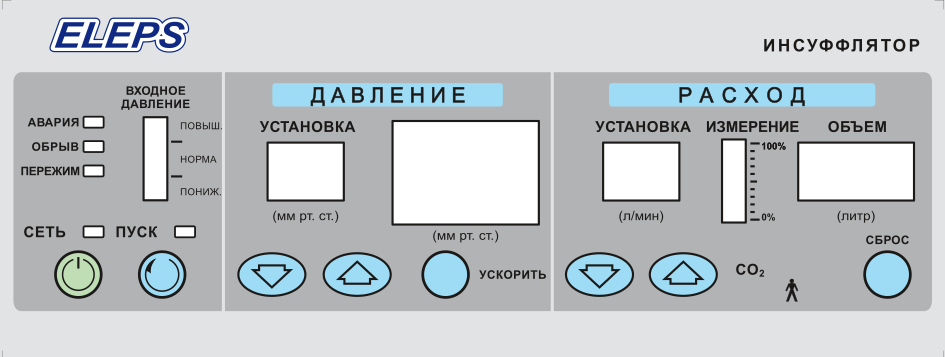 ELEPS
ИНСУФФЛЯТОР
ВХОДНОЕ
ДАВЛЕНИЕ
АВАРИЯ
ОБРЫВ
ПЕРЕЖИМ
ПОВЫШ.
НОРМА
ПОНИЖ.
СЕТЬ
ПУСК
ДАВЛЕНИЕ
УСТАНОВКА
(мм рт. ст.)
(мм рт. ст.)
УСКОРИТЬ
РАСХОД
УСТАНОВКА
ИЗМЕРЕНИЕ
ОБЪЕМ
100%
0%
(л/мин)
(литр)
СБРОС
CO₂